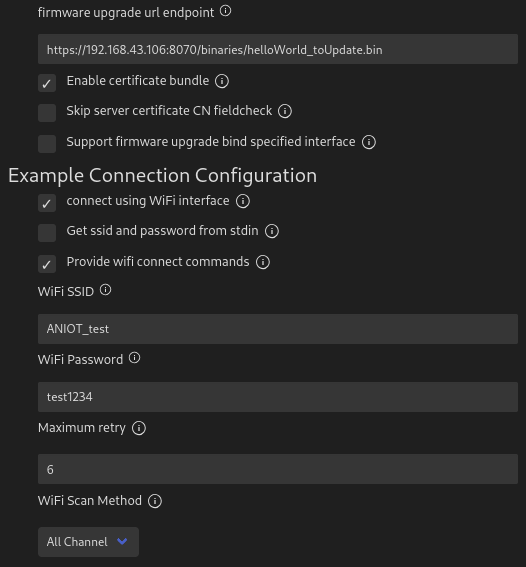 firmware upgrade url endpoint
https://192.168.43.106:8070/binaries/helloWorld_toUpdate.bin
Enable certificate bundle
Skip server certificate CN fieldcheck
Support firmware upgrade bind specified interface
Example Connection Configuration
connect using WiFi interface
Get ssid and password from stdin
Provide wifi connect commands
WiFi SSID
ANIOT_test
WiFi Password
test1234
Maximum retry
6
WiFi Scan Method
All Channel